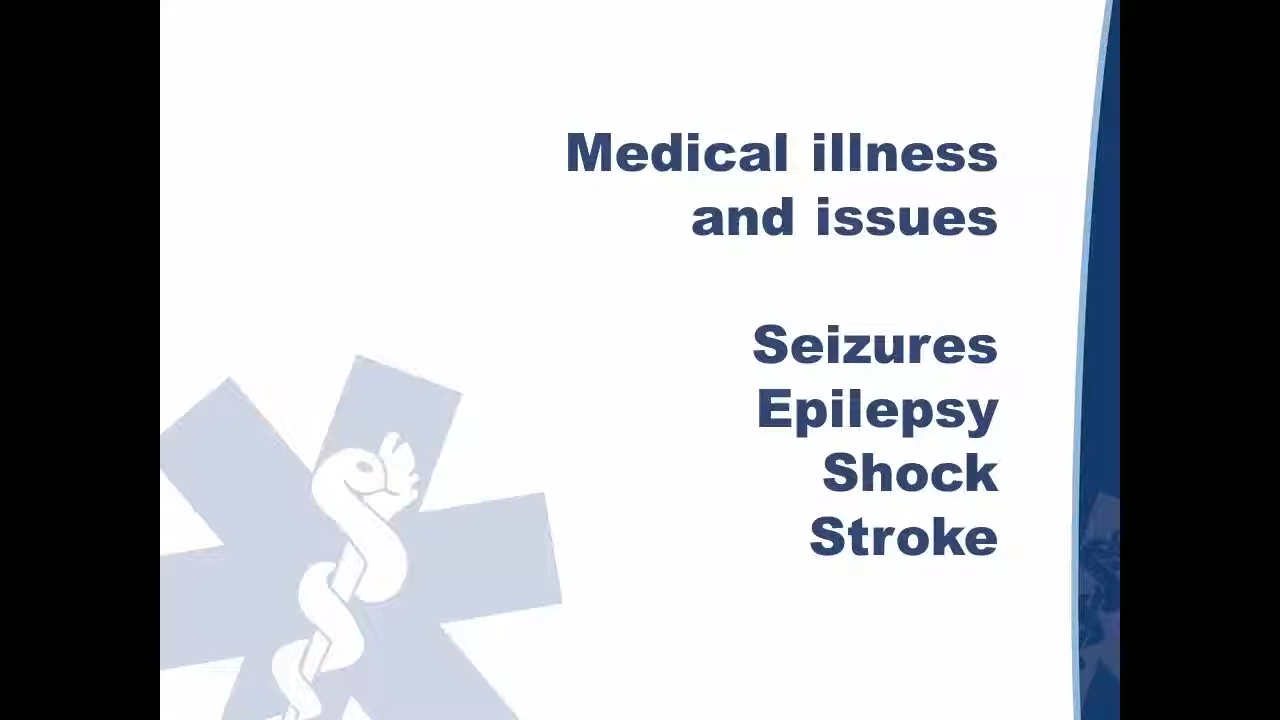 Medical illness
and issues
Seizures
Epilepsy
Shock
Stroke